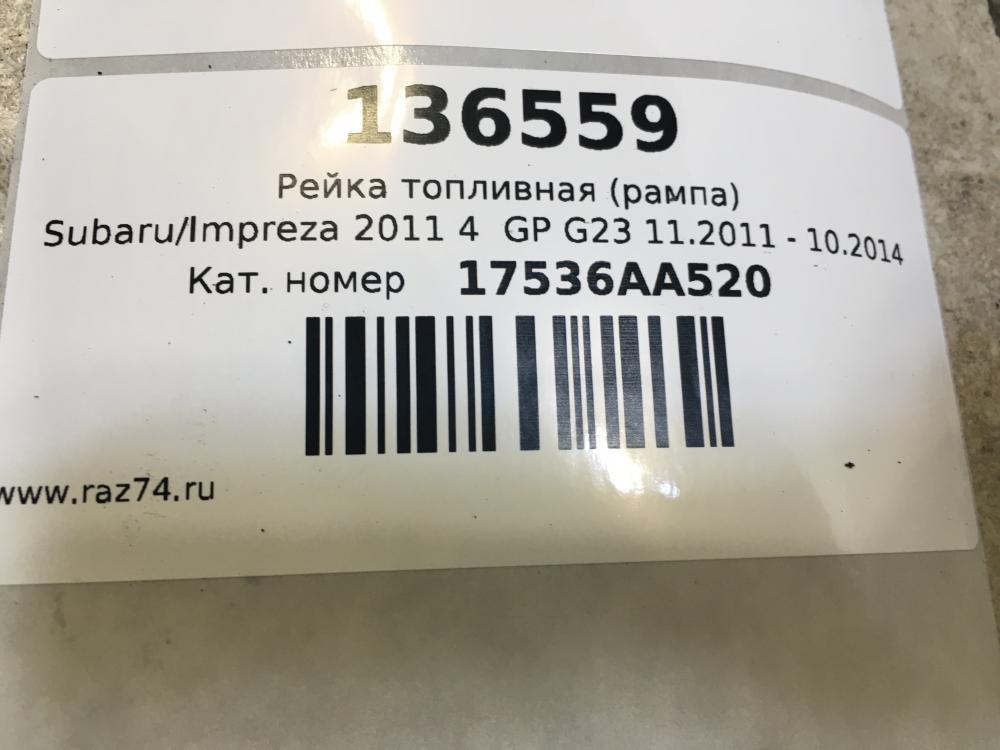 136559
Рейка топливная (рампа)
Subaru/Impreza 2011 4 GP G23 11.2011 - 10.2014
Кат. номер 17536AA520
www.raz74.ru